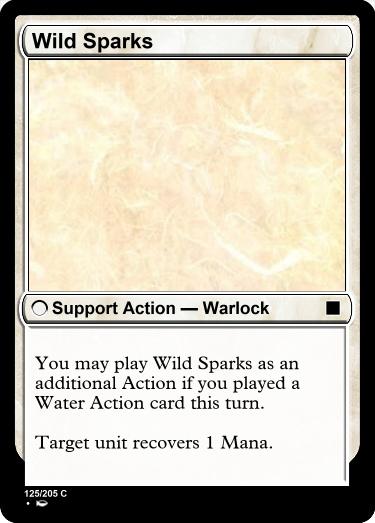 Wild Sparks
Support Action — Warlock
You may play Wild Sparks as an
additional Action if you played a
Water Action card this turn.
Target unit recovers 1 Mana.
125/205 C